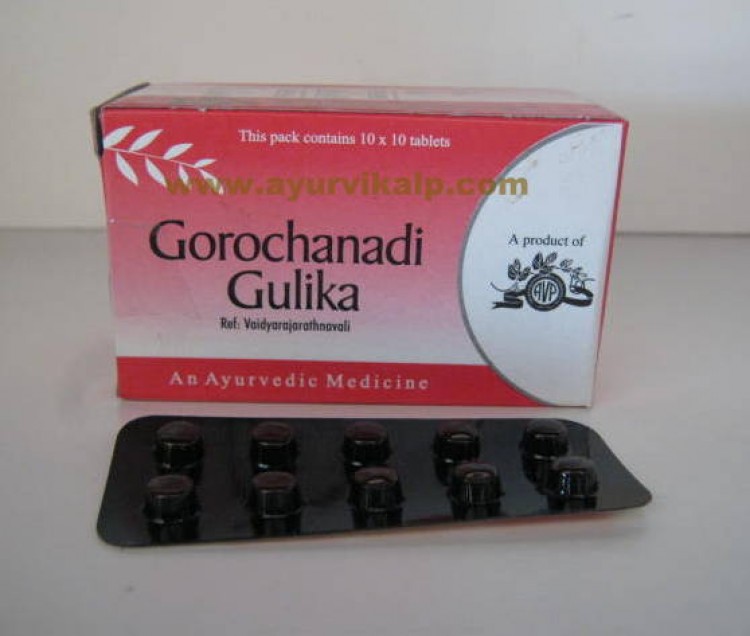 This pack contains 10 x 10 tablets
www.ayurvikalp.com
Gorochanadi
Gulika
Ref: Vaidyarajarathnavali
A product of
AVP
An Ayurvedic Medicine